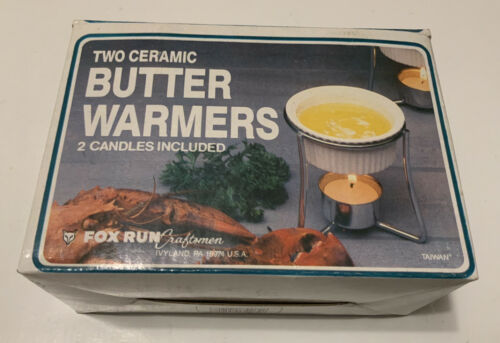 TWO CERAMIC
BUTTER
WARMERS
2 CANDLES INCLUDED
FOX RUN Craftsmen
IVYLAND, PA 18974 U.S.A.
TAIWAN